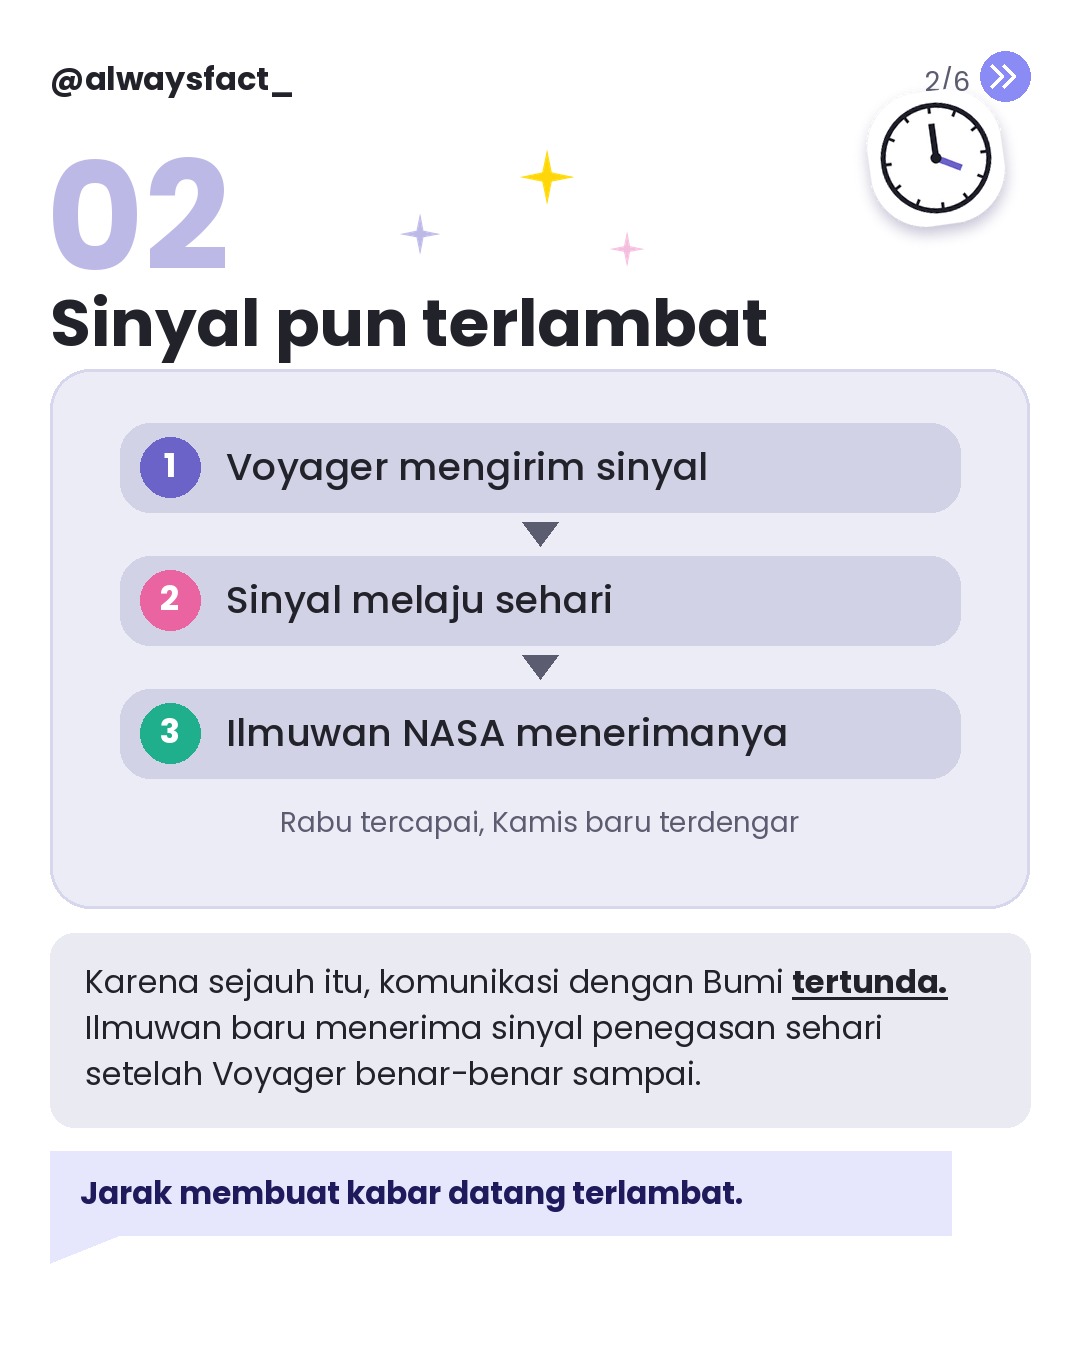 @alwaysfact_
2/6
02
Sinyal pun terlambat
1 Voyager mengirim sinyal
2 Sinyal melaju sehari
3 Ilmuwan NASA menerimanya
Rabu tercapai, Kamis baru terdengar
Karena sejauh itu, komunikasi dengan Bumi tertunda.
Ilmuwan baru menerima sinyal penegasan sehari
setelah Voyager benar-benar sampai.
Jarak membuat kabar datang terlambat.